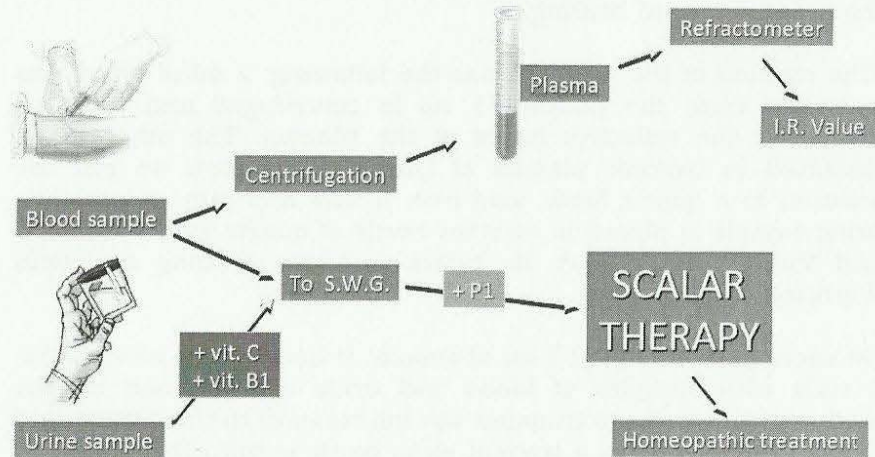 Refractometer
Plasma
I.R. Value
Centrifugation
Blood sample
To S.W.G.
+ P1
SCALAR
THERAPY
+ vit. C
+ vit. B1
Urine sample
Homeopathic treatment